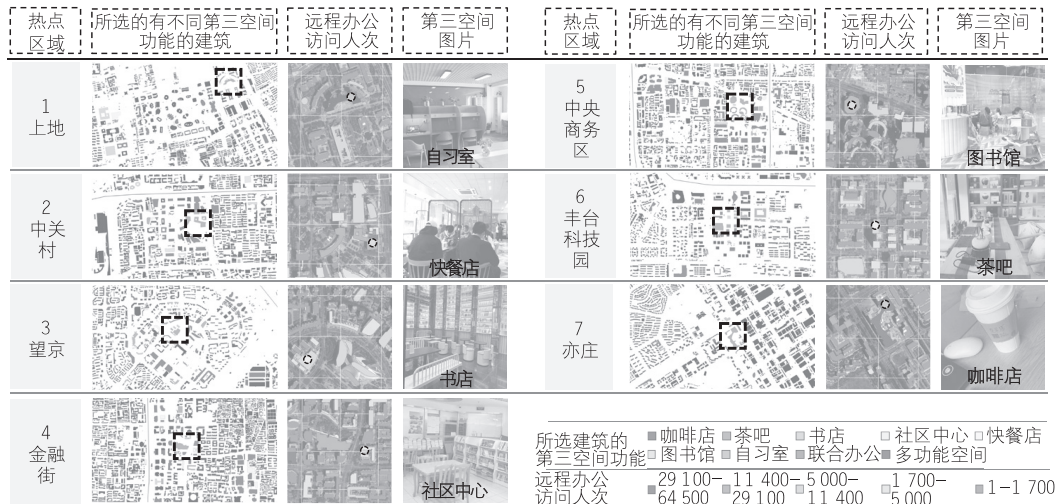 热点
区域
所选的有不同第三空间
功能的建筑
远程办公
访问人次
第三空间
图片
1
上地
自习室
2
中关
村
快餐店
3
望京
书店
4
金融
街
社区中心
热点
区域
所选的有不同第三空间
功能的建筑
远程办公
访问人次
第三空间
图片
5
中央
商务
区
图书馆
6
丰台
科技
园
茶吧
7
亦庄
咖啡店
所选建筑的
第三空间功能
咖啡店 茶吧 书店 社区中心 快餐店
图书馆 自习室 联合办公 多功能空间
远程办公
访问人次
29 100–
64 500
11 400–
29 100
5 000–
11 400
1 700–
5 000
1–1 700